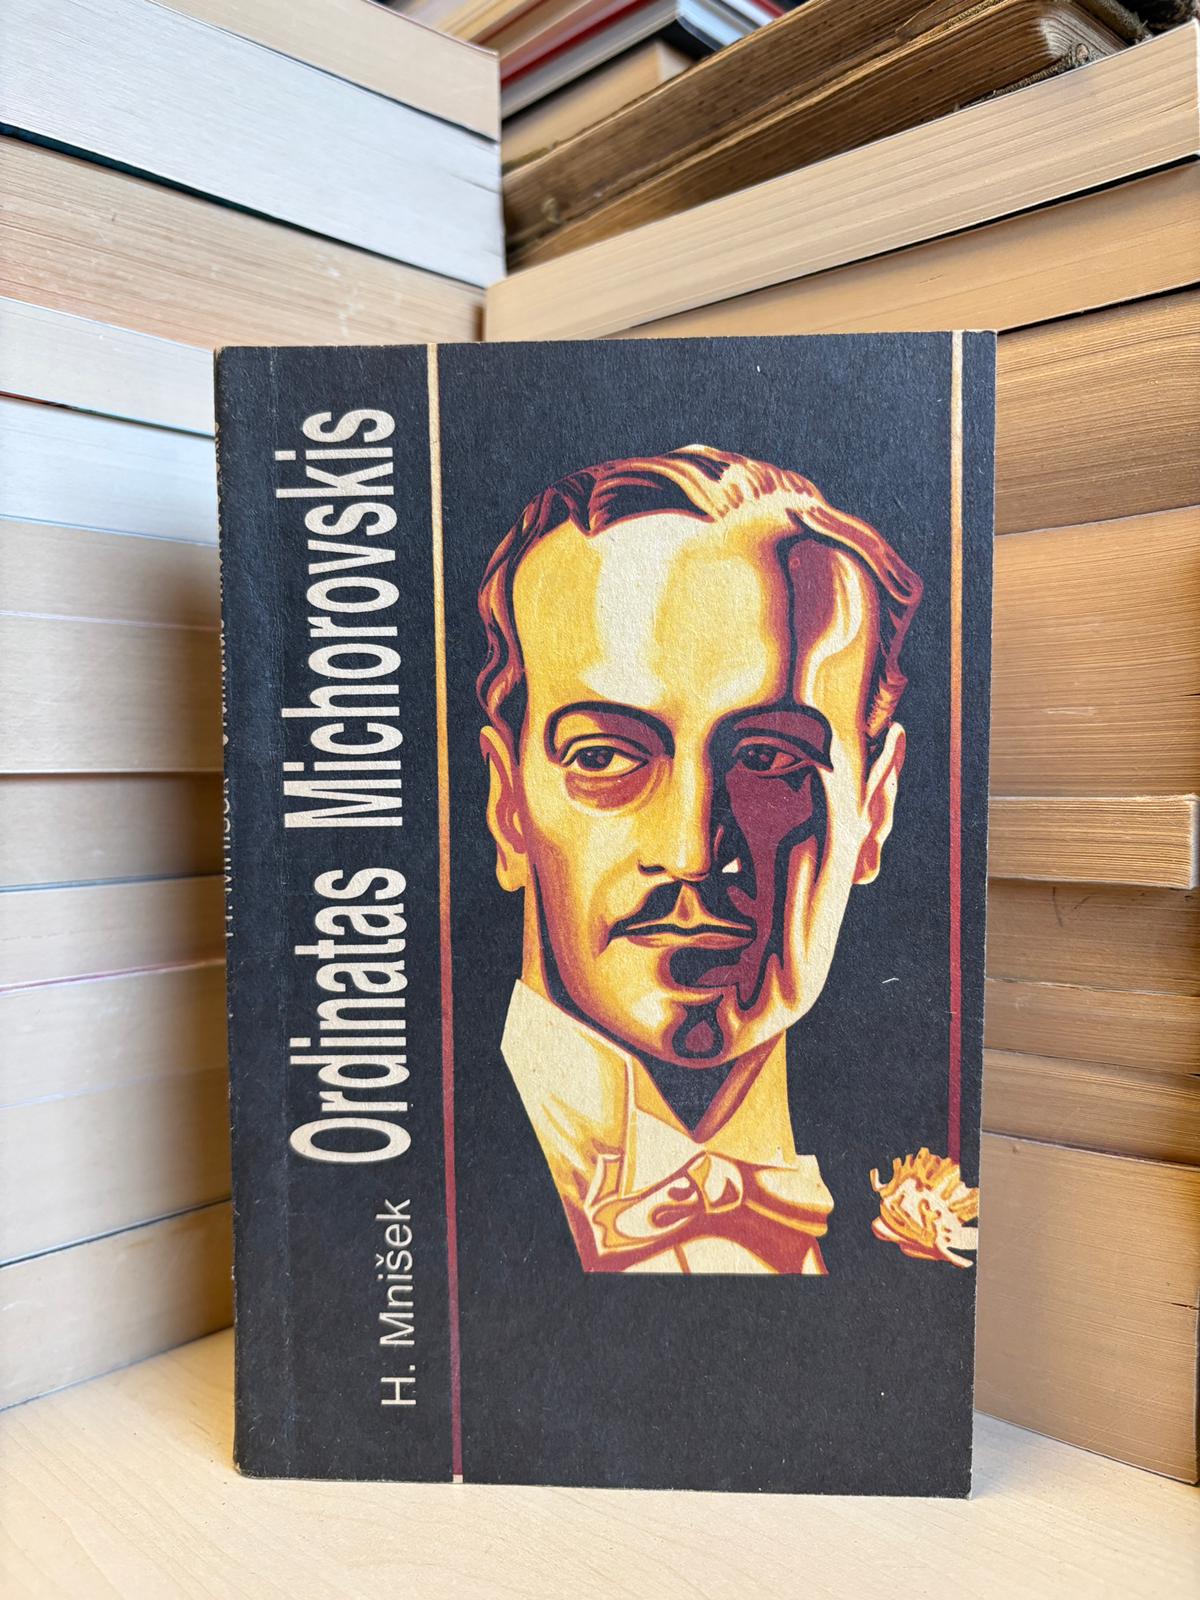 H. Mnišek
Ordinatas Michorovskis